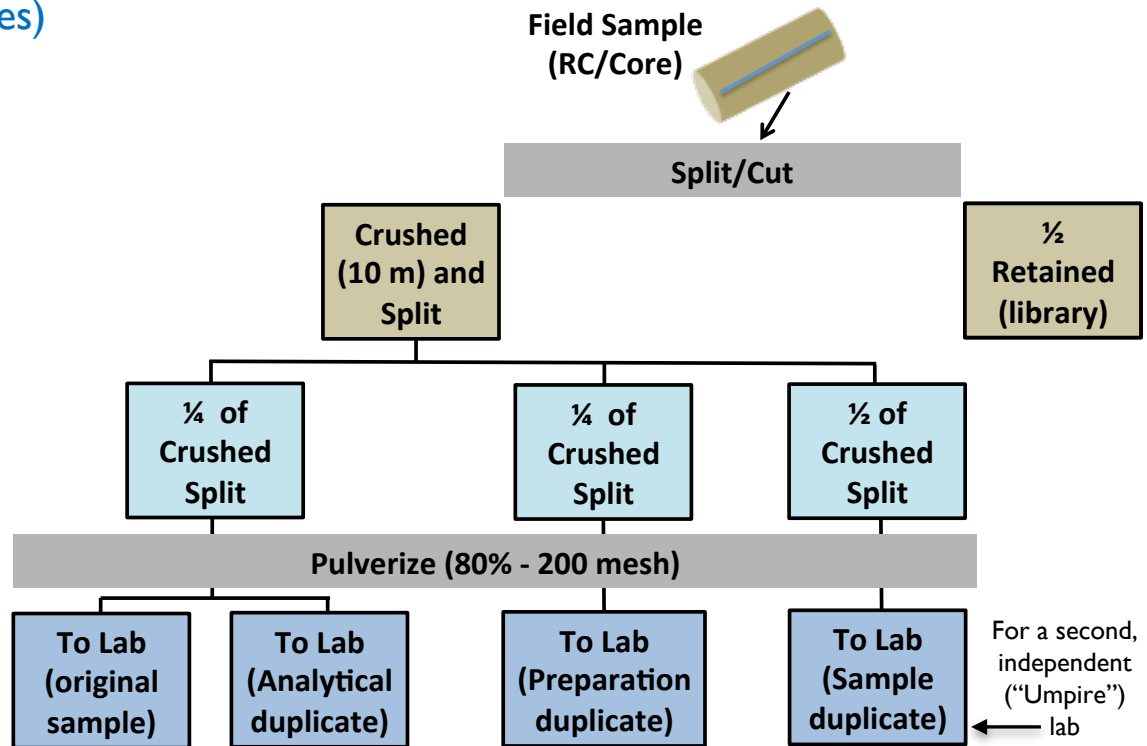 es)
Field Sample
(RC/Core)
Split/Cut
Crushed
(10 m) and
Split
½
Retained
(library)
¼ of
Crushed
Split
¼ of
Crushed
Split
½ of
Crushed
Split
Pulverize (80% - 200 mesh)
To Lab
(original
sample)
To Lab
(Analytical
duplicate)
To Lab
(Preparation
duplicate)
To Lab
(Sample
duplicate)
For a second,
independent
(“Umpire”)
lab